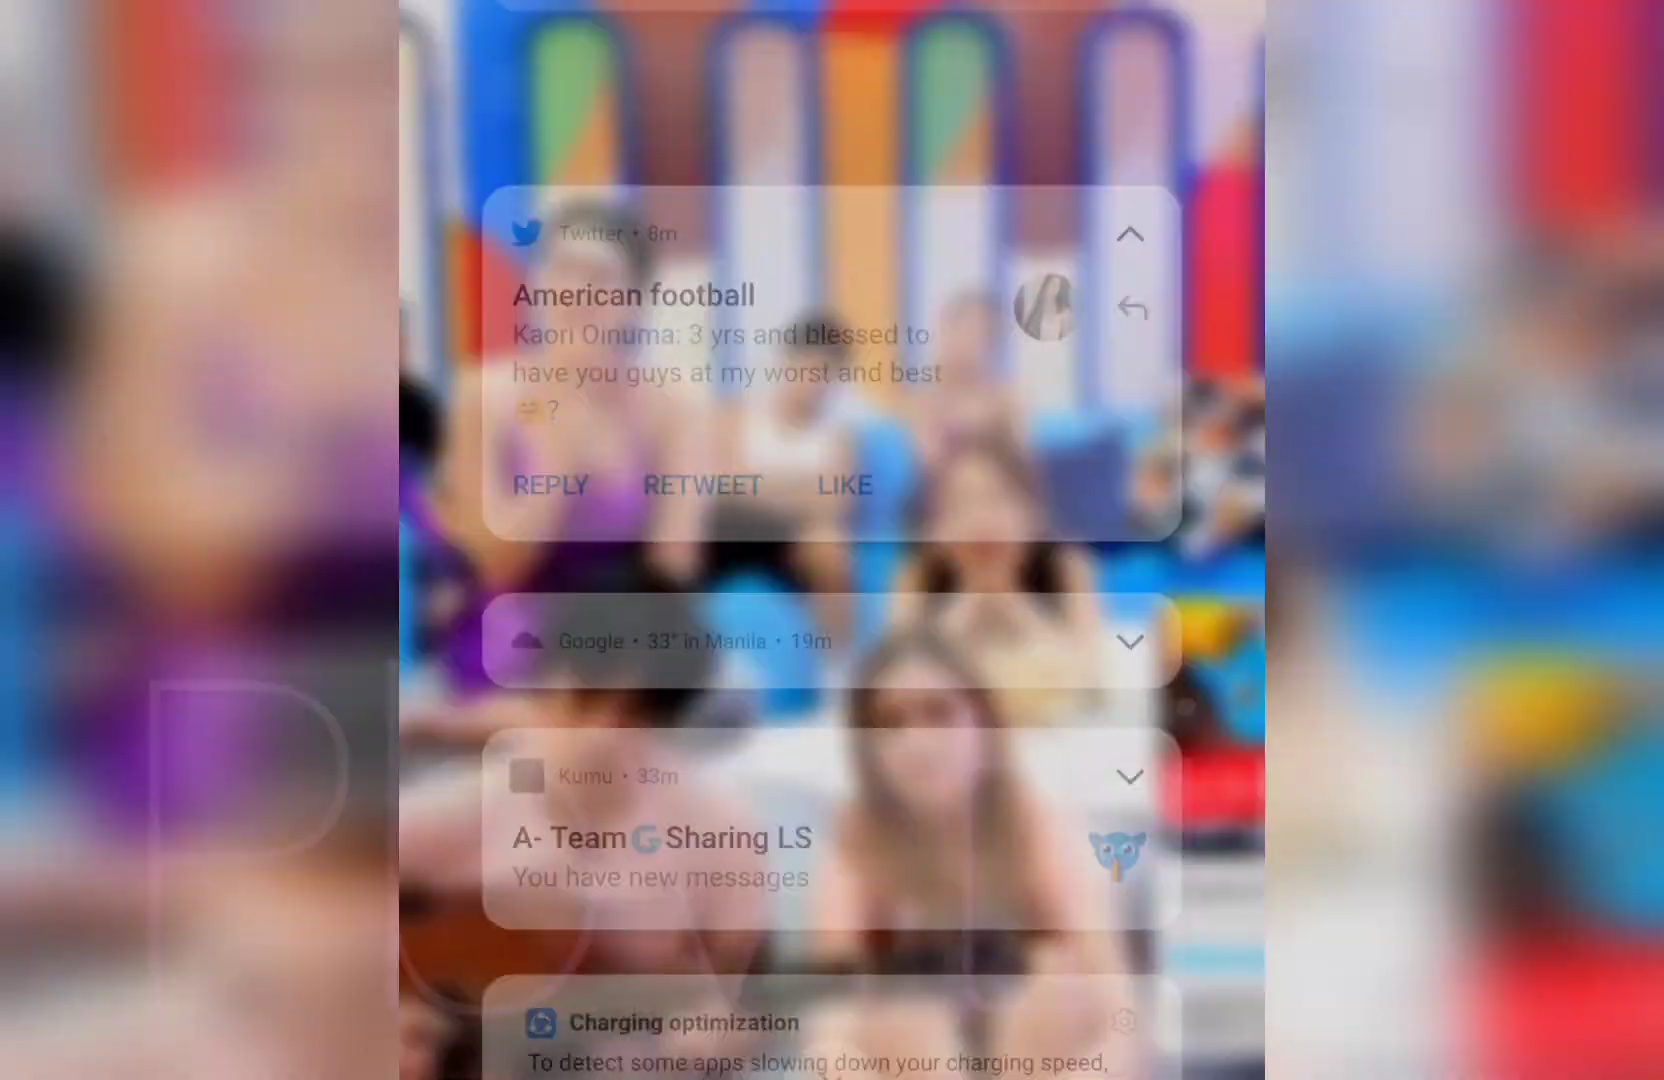 Twitter • 8m
American football
Kaori Oinuma: 3 yrs and blessed to
have you guys at my worst and best
🤗?
REPLY RETWEET LIKE
Google • 33° in Manila • 19m
Kumu • 33m
A- Team G Sharing LS
You have new messages
Charging optimization
To detect some apps slowing down your charging speed,